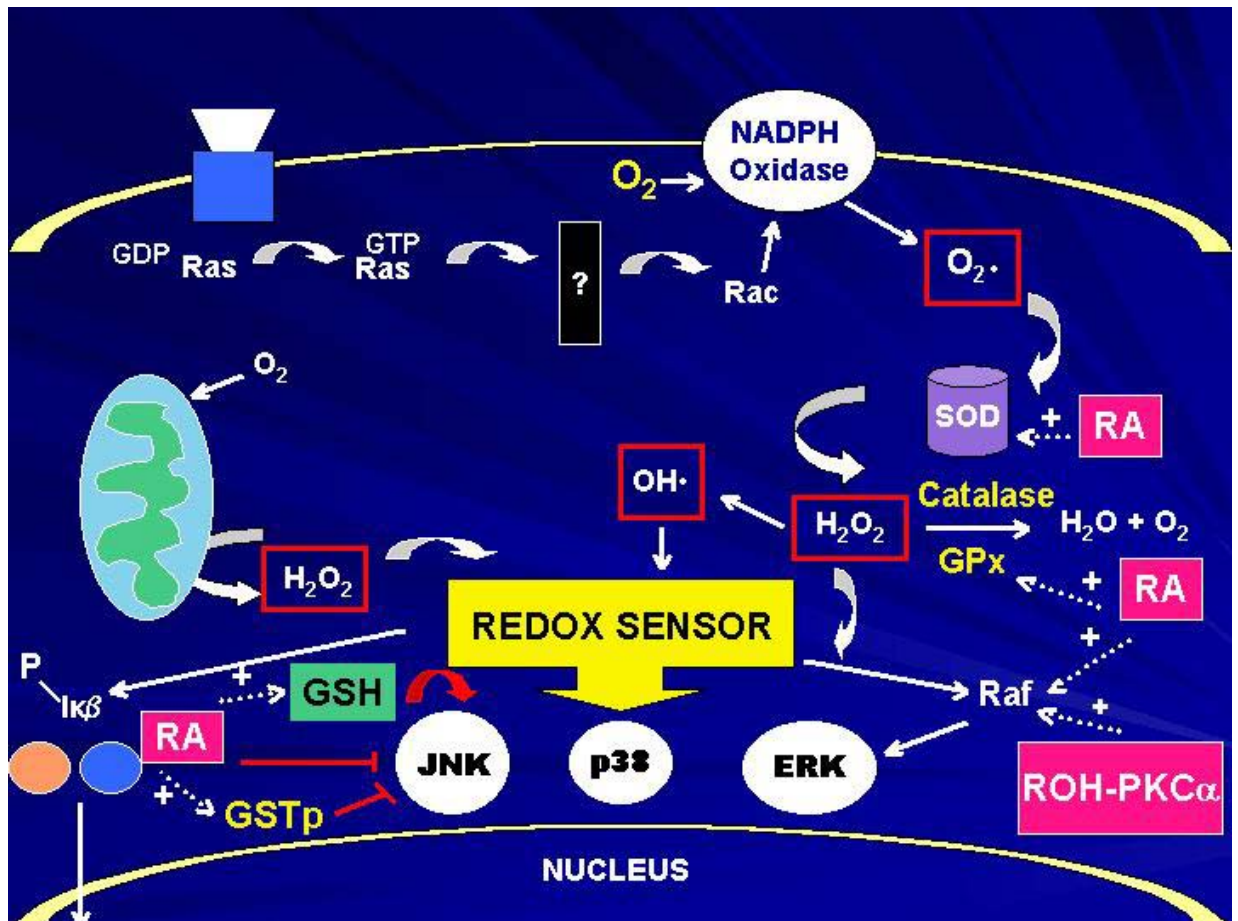 NADPH
Oxidase
O₂
GDP Ras
GTP
Ras
?
Rac
O₂·
O₂
SOD
+
RA
OH·
H₂O₂
Catalase
GPx
H₂O + O₂
+
RA
+
H₂O₂
REDOX SENSOR
P
Iκβ
+
GSH
RA
+
GSTp
JNK
p38
ERK
Raf
+
ROH-PKCα
NUCLEUS